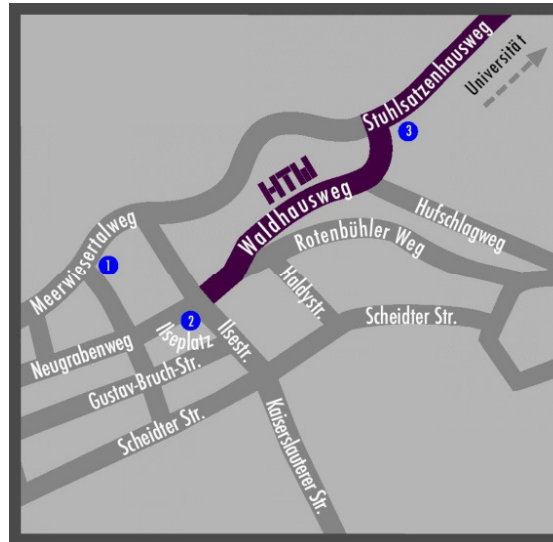 Stuhlsatzenhausweg
Universität
3
HTW
Waldhausweg
Hufschlagweg
Rotenbühler Weg
Meerwiesertalweg
1
Haldystr.
2
Ilseplatz
Ilsestr.
Scheidter Str.
Neugrabenweg
Gustav-Bruch-Str.
Scheidter Str.
Kaiserslauterer Str.